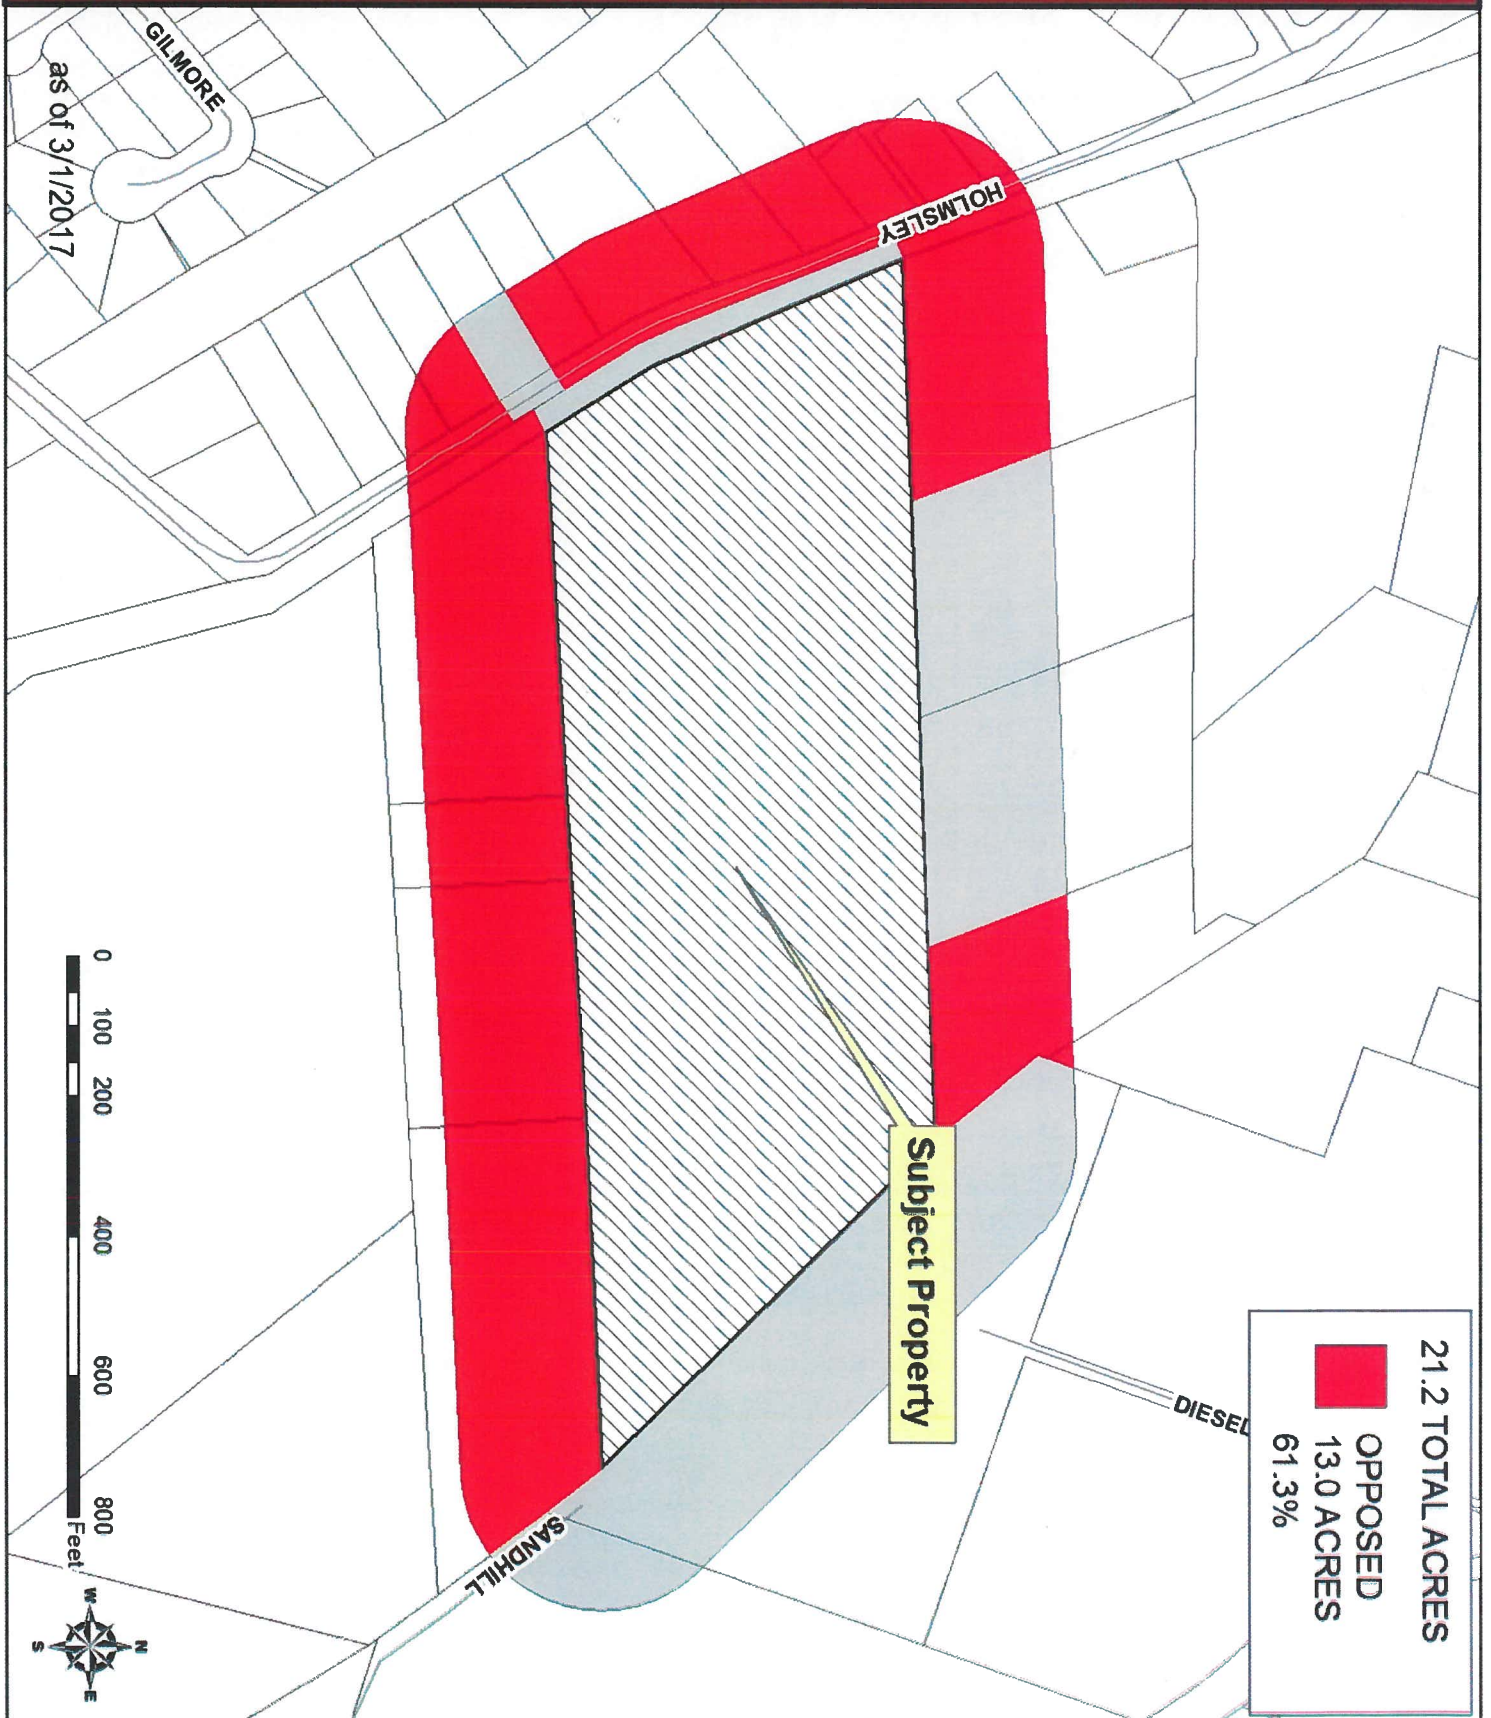 21.2 TOTAL ACRES
OPPOSED
13.0 ACRES
61.3%
DIESEL
Subject Property
HOLMSLEY
SANDHILL
GILMORE
as of 3/1/2017
0 100 200 400 600 800
Feet
N
W
E
S